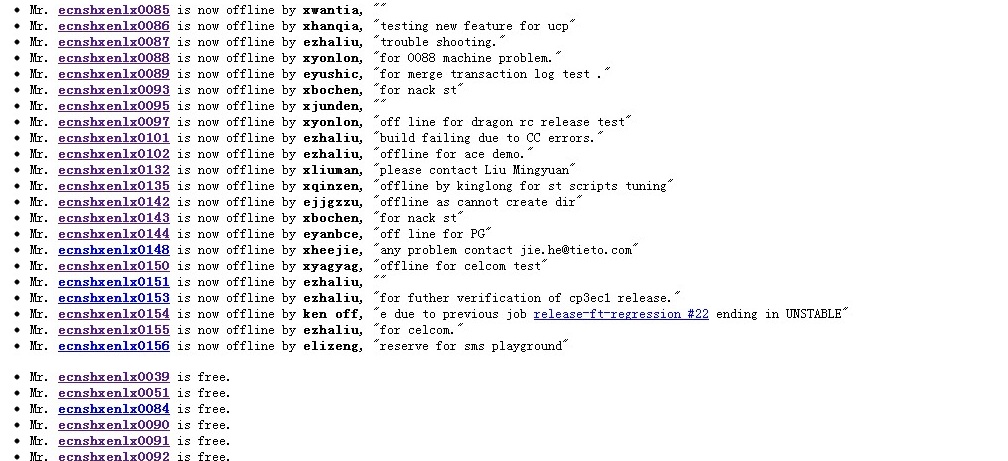 Mr. ecnshxenlx0085 is now offline by xwantia, ""
Mr. ecnshxenlx0086 is now offline by xhanqia, "testing new feature for ucp"
Mr. ecnshxenlx0087 is now offline by ezhaliu, "trouble shooting."
Mr. ecnshxenlx0088 is now offline by xyonlon, "for 0088 machine problem."
Mr. ecnshxenlx0089 is now offline by eyushic, "for merge transaction log test ."
Mr. ecnshxenlx0093 is now offline by xbochen, "for nack st"
Mr. ecnshxenlx0095 is now offline by xjunden, ""
Mr. ecnshxenlx0097 is now offline by xyonlon, "off line for dragon rc release test"
Mr. ecnshxenlx0101 is now offline by ezhaliu, "build failing due to CC errors."
Mr. ecnshxenlx0102 is now offline by ezhaliu, "offline for ace demo."
Mr. ecnshxenlx0132 is now offline by xliuman, "please contact Liu Mingyuan"
Mr. ecnshxenlx0135 is now offline by xqinzen, "offline by kinglong for st scripts tuning"
Mr. ecnshxenlx0142 is now offline by ejjgzzu, "offline as cannot create dir"
Mr. ecnshxenlx0143 is now offline by xbochen, "for nack st"
Mr. ecnshxenlx0144 is now offline by eyanbce, "off line for PG"
Mr. ecnshxenlx0148 is now offline by xheejie, "any problem contact jie.he@tieto.com"
Mr. ecnshxenlx0150 is now offline by xyagyag, "offline for celcom test"
Mr. ecnshxenlx0151 is now offline by ezhaliu, ""
Mr. ecnshxenlx0153 is now offline by ezhaliu, "for futher verification of cp3ec1 release."
Mr. ecnshxenlx0154 is now offline by ken off, "e due to previous job release-ft-regression #22 ending in UNSTABLE"
Mr. ecnshxenlx0155 is now offline by ezhaliu, "for celcom."
Mr. ecnshxenlx0156 is now offline by elizeng, "reserve for sms playground"
Mr. ecnshxenlx0039 is free.
Mr. ecnshxenlx0051 is free.
Mr. ecnshxenlx0084 is free.
Mr. ecnshxenlx0090 is free.
Mr. ecnshxenlx0091 is free.
Mr. ecnshxenlx0092 is free.